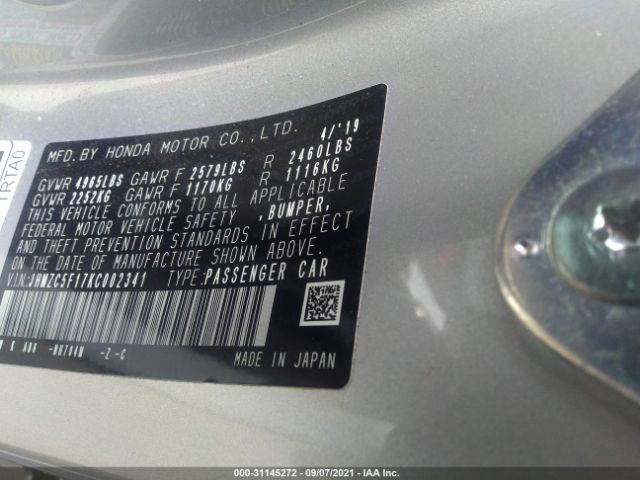 TRTA0
MFD. BY HONDA MOTOR CO., LTD. 4/'19
GVWR 4965LBS GAWR F 2579LBS R 2460LBS
GVWR 2252KG GAWR F 1170KG R 1116KG
THIS VEHICLE CONFORMS TO ALL APPLICABLE
FEDERAL MOTOR VEHICLE SAFETY, BUMPER,
AND THEFT PREVENTION STANDARDS IN EFFECT
ON THE DATE OF MANUFACTURE SHOWN ABOVE.
VIN: JHMZC5F17KC002341 TYPE: PASSENGER CAR
-Z -C MADE IN JAPAN
000-31145272 - 09/07/2021 - IAA Inc.